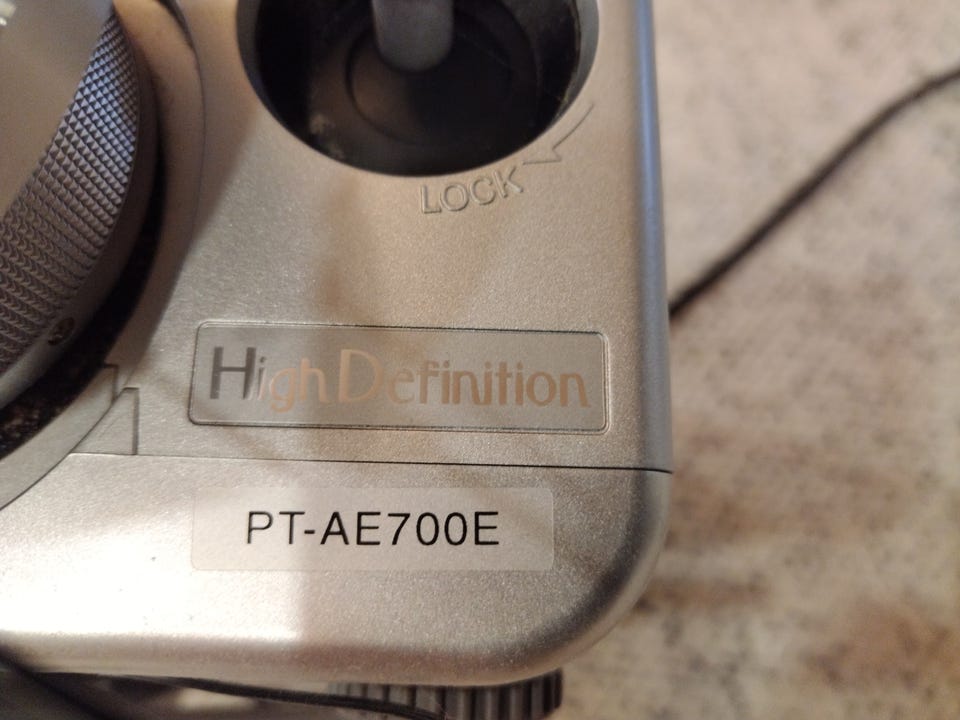 LOCK
High Definition
PT-AE700E